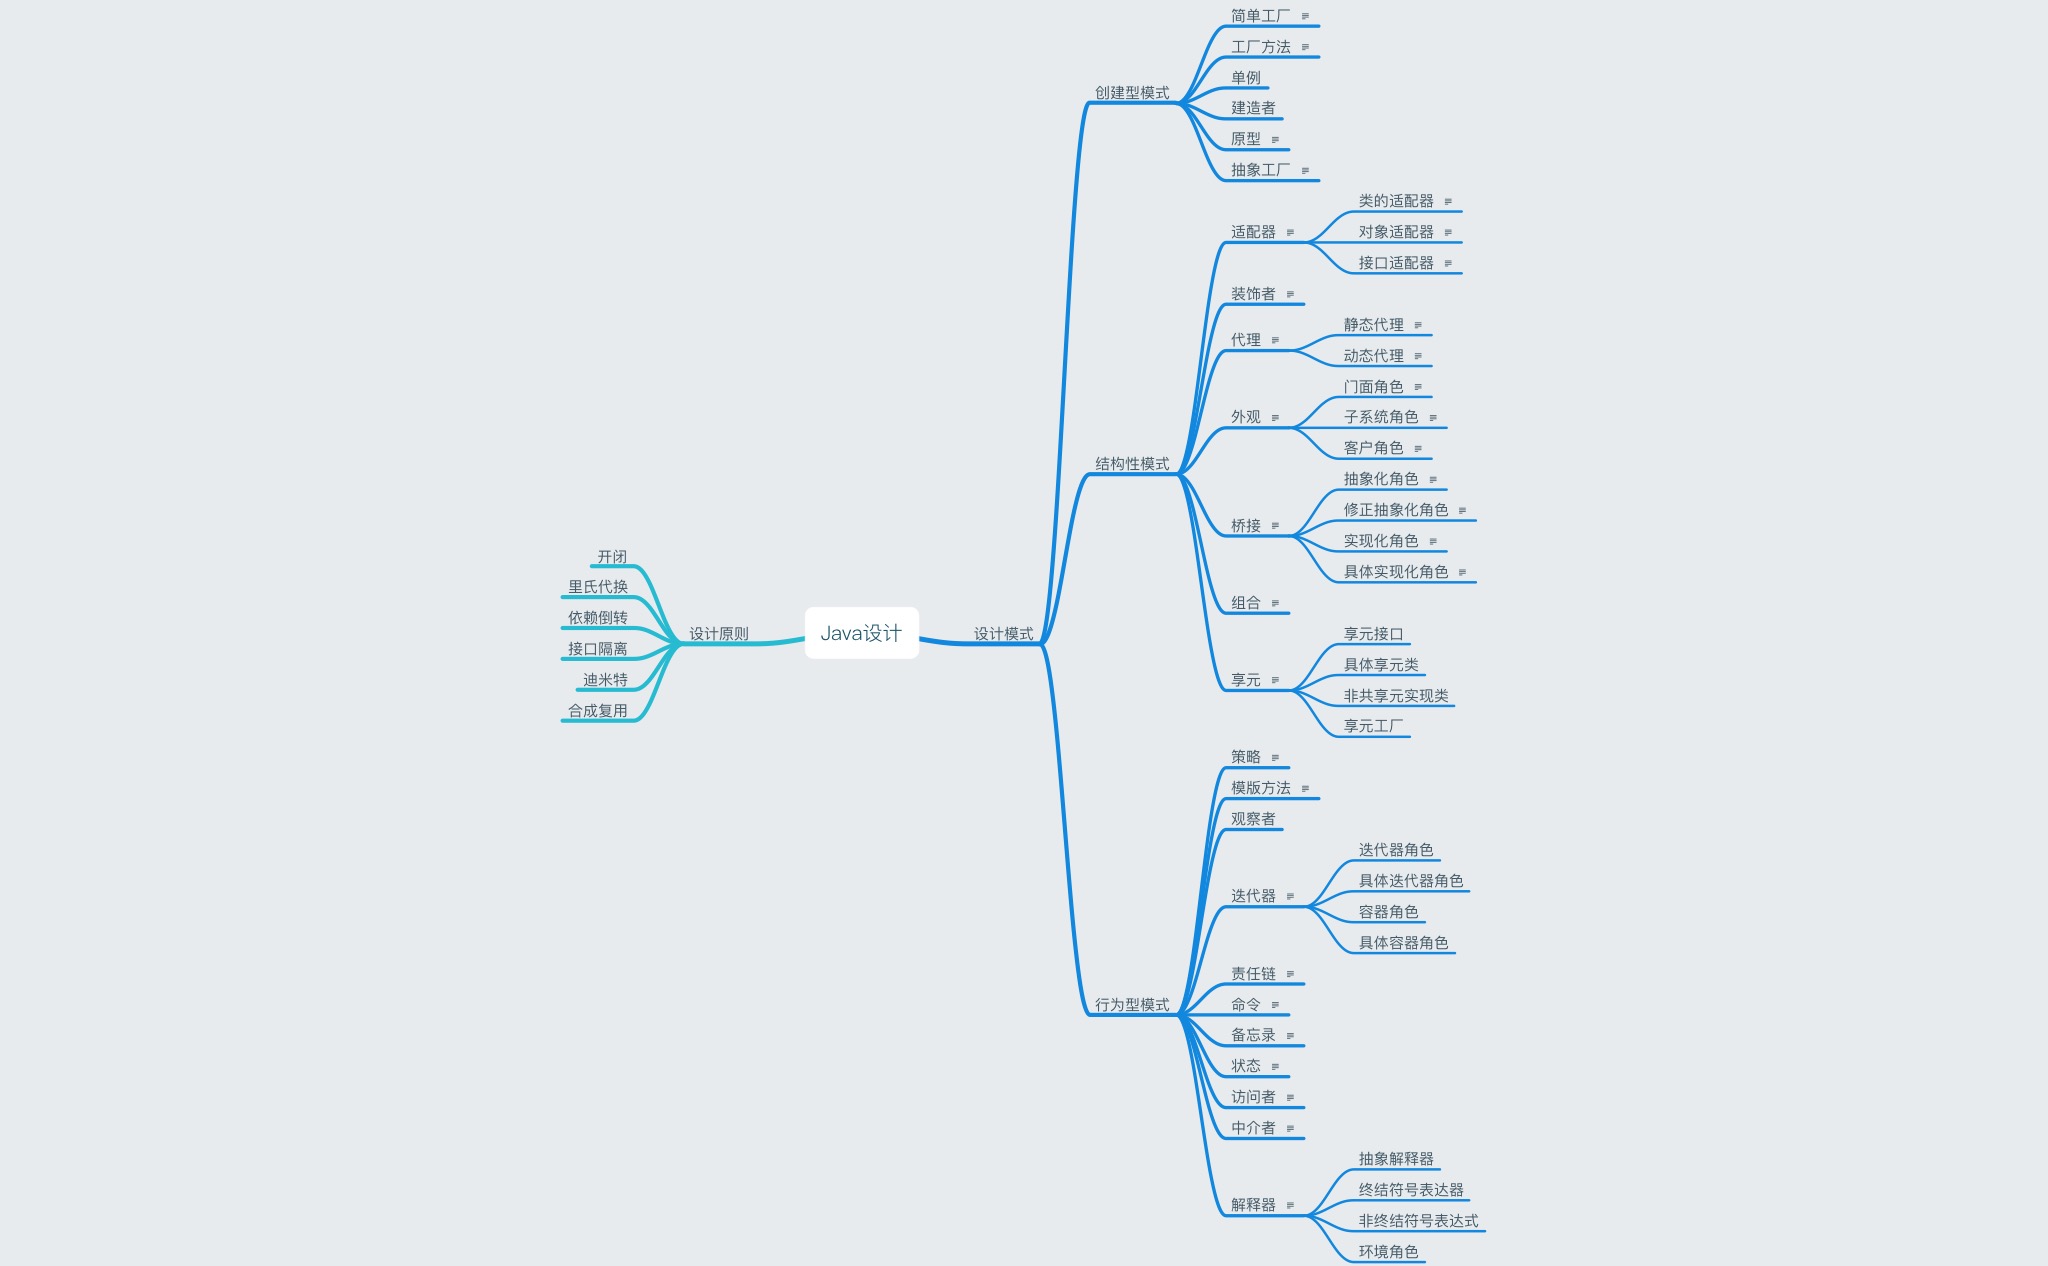 Java设计
设计原则
开闭
里氏代换
依赖倒转
接口隔离
迪米特
合成复用
设计模式
创建型模式
简单工厂
工厂方法
单例
建造者
原型
抽象工厂
结构性模式
适配器
类的适配器
对象适配器
接口适配器
装饰者
代理
静态代理
动态代理
外观
门面角色
子系统角色
客户角色
桥接
抽象化角色
修正抽象化角色
实现化角色
具体实现化角色
组合
享元
享元接口
具体享元类
非共享元实现类
享元工厂
行为型模式
策略
模版方法
观察者
迭代器
迭代器角色
具体迭代器角色
容器角色
具体容器角色
责任链
命令
备忘录
状态
访问者
中介者
解释器
抽象解释器
终结符号表达器
非终结符号表达式
环境角色